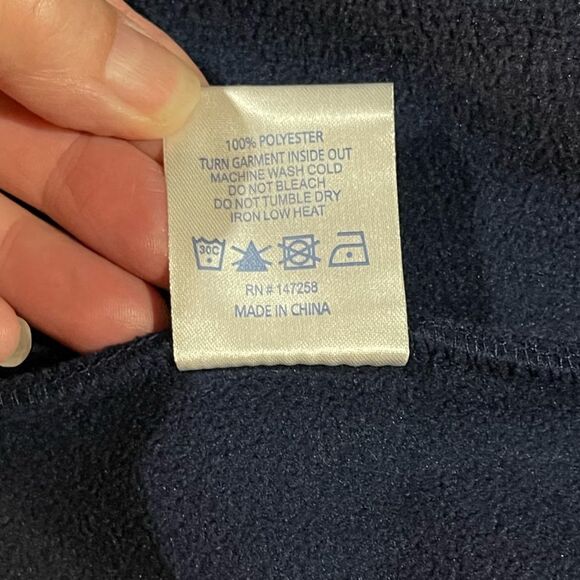 100% POLYESTER
TURN GARMENT INSIDE OUT
MACHINE WASH COLD
DO NOT BLEACH
DO NOT TUMBLE DRY
IRON LOW HEAT
30C
RN # 147258
MADE IN CHINA